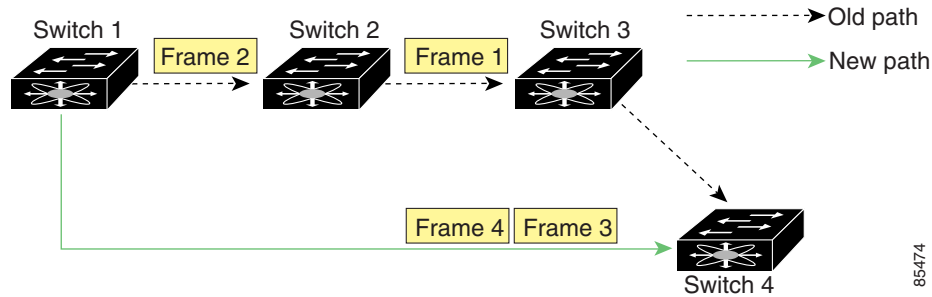 Switch 1
Switch 2
Switch 3
Old path
Frame 2
Frame 1
New path
Frame 4
Frame 3
Switch 4
85474